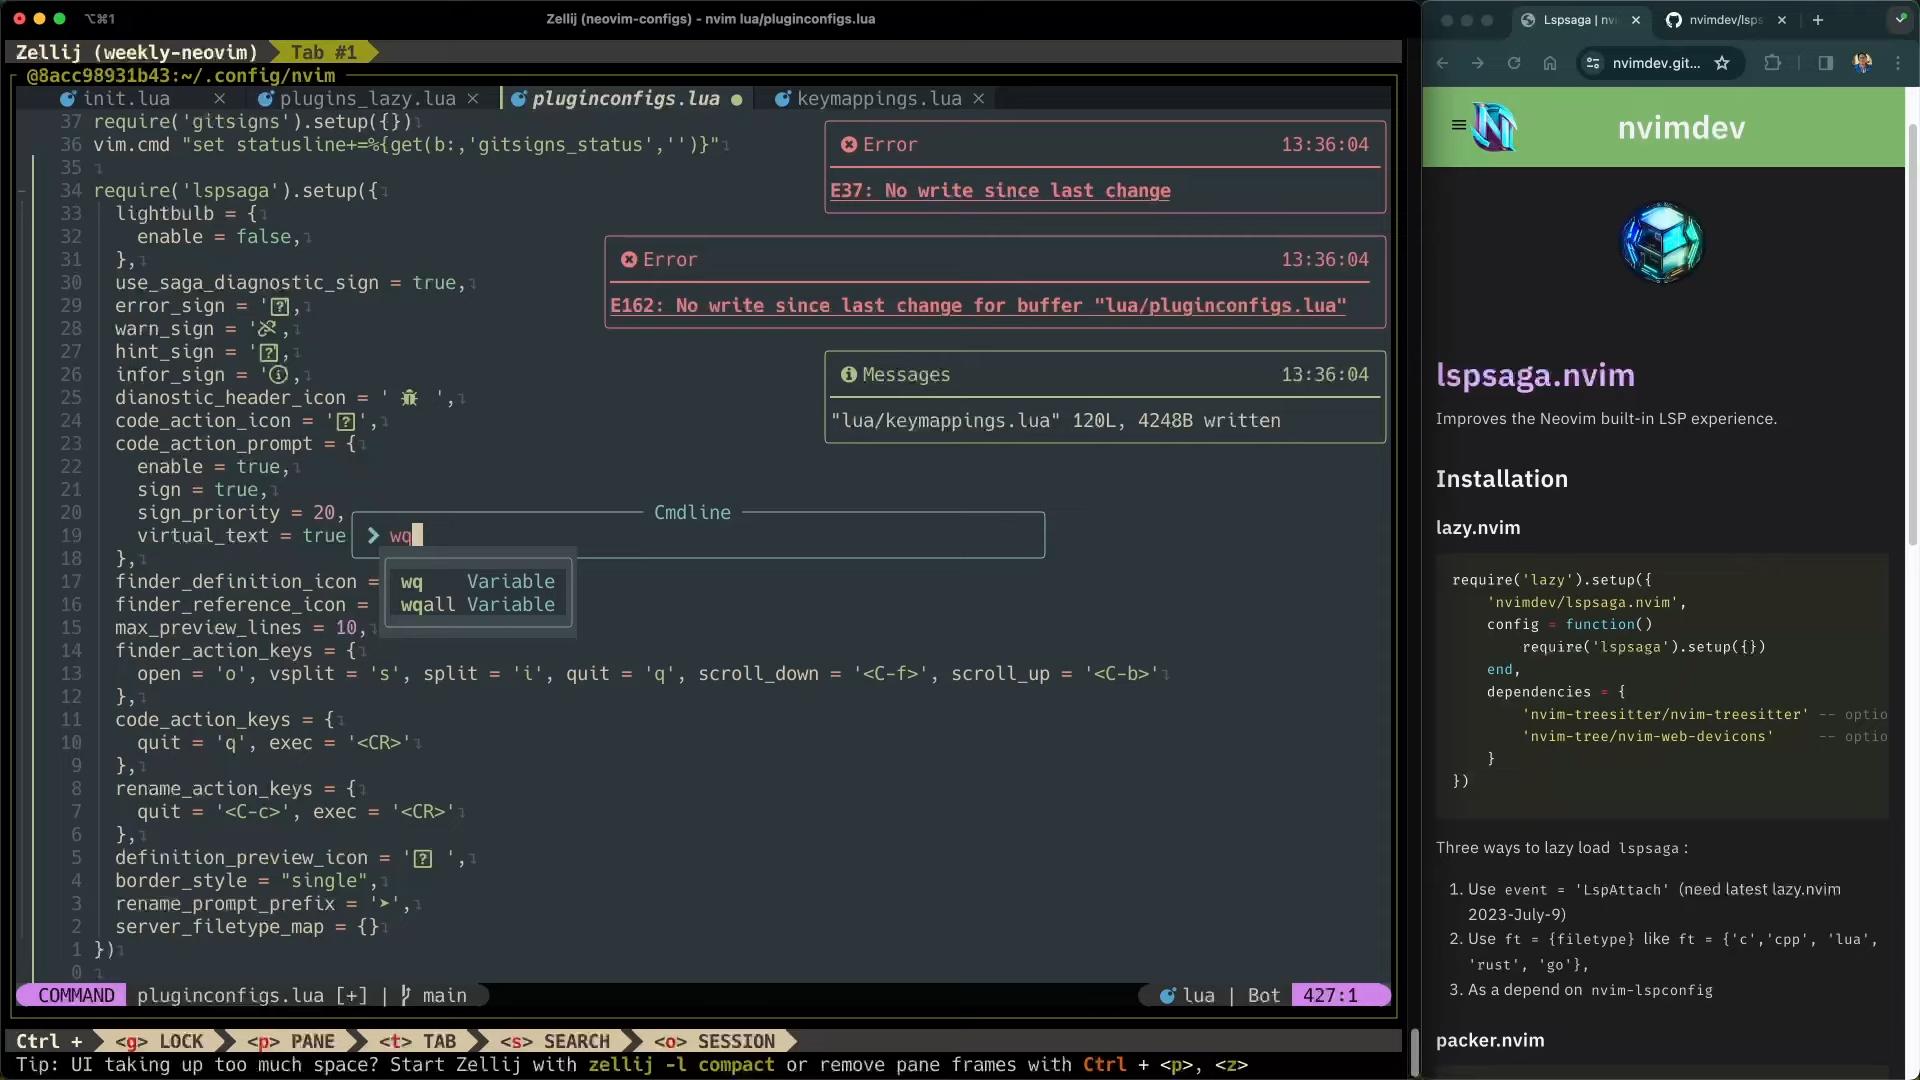 ⌥⌘1
Zellij (neovim-configs) - nvim lua/pluginconfigs.lua
Zellij (weekly-neovim) Tab #1
@8acc98931b43:~/.config/nvim
init.lua × plugins_lazy.lua × pluginconfigs.lua ● keymappings.lua ×
37 require('gitsigns').setup({})
36 vim.cmd "set statusline+=%{get(b:,'gitsigns_status','')}"
35
34 require('lspsaga').setup({
33 lightbulb = {
32 enable = false,
31 },
30 use_saga_diagnostic_sign = true,
29 error_sign = '',
28 warn_sign = '',
27 hint_sign = '',
26 infor_sign = '',
25 dianostic_header_icon = '  ',
24 code_action_icon = '',
23 code_action_prompt = {
22 enable = true,
21 sign = true,
20 sign_priority = 20,
19 virtual_text = true
18 },
17 finder_definition_icon =
16 finder_reference_icon =
15 max_preview_lines = 10,
14 finder_action_keys = {
13 open = 'o', vsplit = 's', split = 'i', quit = 'q', scroll_down = '<C-f>', scroll_up = '<C-b>'
12 },
11 code_action_keys = {
10 quit = 'q', exec = '<CR>'
9 },
8 rename_action_keys = {
7 quit = '<C-c>', exec = '<CR>'
6 },
5 definition_preview_icon = ' ',
4 border_style = "single",
3 rename_prompt_prefix = '➤',
2 server_filetype_map = {}
1 })
0
Error 13:36:04
E37: No write since last change
Error 13:36:04
E162: No write since last change for buffer "lua/pluginconfigs.lua"
Messages 13:36:04
"lua/keymappings.lua" 120L, 4248B written
Cmdline
wq
wq Variable
wqall Variable
COMMAND pluginconfigs.lua [+] | main
lua | Bot 427:1
Ctrl + <g> LOCK <p> PANE <t> TAB <s> SEARCH <o> SESSION
Tip: UI taking up too much space? Start Zellij with zellij -l compact or remove pane frames with Ctrl + <p>, <z>
Lspsaga | nvi × nvimdev/lsps × +
nvimdev.git...
nvimdev
lspsaga.nvim
Improves the Neovim built-in LSP experience.
Installation
lazy.nvim
require('lazy').setup({
'nvimdev/lspsaga.nvim',
config = function()
require('lspsaga').setup({})
end,
dependencies = {
'nvim-treesitter/nvim-treesitter' -- optio
'nvim-tree/nvim-web-devicons' -- optio
}
})
Three ways to lazy load lspsaga :
1. Use event = 'LspAttach' (need latest lazy.nvim
2023-July-9)
2. Use ft = {filetype} like ft = {'c','cpp', 'lua',
'rust', 'go'},
3. As a depend on nvim-lspconfig
packer.nvim